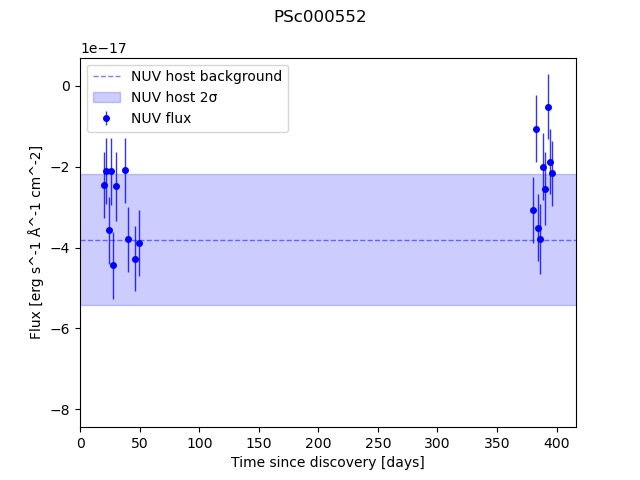 PSc000552
1e−17
NUV host background
NUV host 2σ
NUV flux
0
−2
−4
−6
−8
Flux [erg s^-1 Å^-1 cm^-2]
0 50 100 150 200 250 300 350 400
Time since discovery [days]